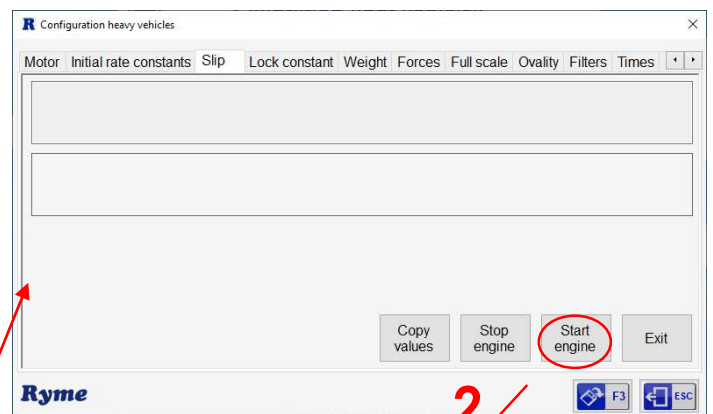 R Configuration heavy vehicles
Motor Initial rate constants Slip Lock constant Weight Forces Full scale Ovality Filters Times
Copy values Stop engine Start engine Exit
2
Ryme F3 ESC